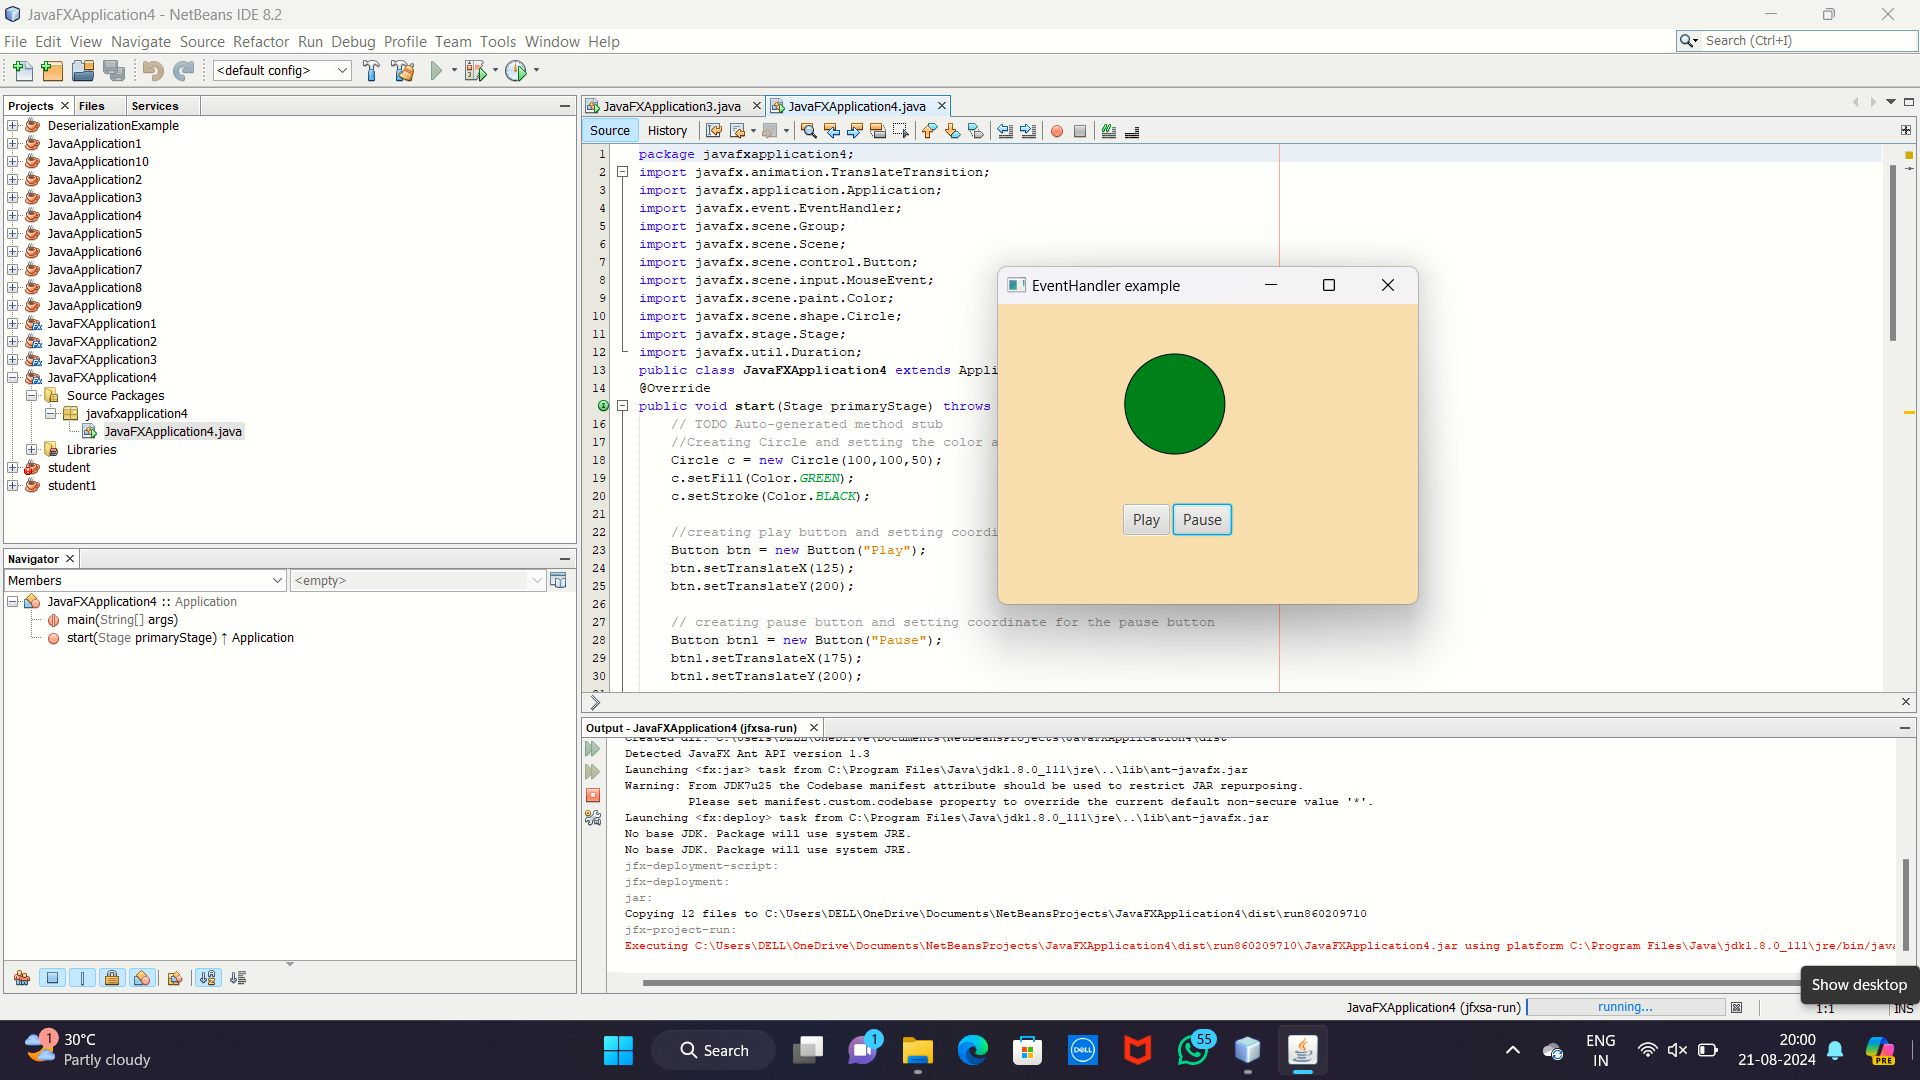 JavaFXApplication4 - NetBeans IDE 8.2
File Edit View Navigate Source Refactor Run Debug Profile Team Tools Window Help
Search (Ctrl+I)
<default config>
Projects Files Services
DeserializationExample
JavaApplication1
JavaApplication10
JavaApplication2
JavaApplication3
JavaApplication4
JavaApplication5
JavaApplication6
JavaApplication7
JavaApplication8
JavaApplication9
JavaFXApplication1
JavaFXApplication2
JavaFXApplication3
JavaFXApplication4
Source Packages
javafxapplication4
JavaFXApplication4.java
Libraries
student
student1
Navigator
Members <empty>
JavaFXApplication4 :: Application
main(String[] args)
start(Stage primaryStage) ↑ Application
JavaFXApplication3.java JavaFXApplication4.java
Source History
1 package javafxapplication4;
2 import javafx.animation.TranslateTransition;
3 import javafx.application.Application;
4 import javafx.event.EventHandler;
5 import javafx.scene.Group;
6 import javafx.scene.Scene;
7 import javafx.scene.control.Button;
8 import javafx.scene.input.MouseEvent;
9 import javafx.scene.paint.Color;
10 import javafx.scene.shape.Circle;
11 import javafx.stage.Stage;
12 import javafx.util.Duration;
13 public class JavaFXApplication4 extends Appli
14 @Override
public void start(Stage primaryStage) throws
16 // TODO Auto-generated method stub
17 //Creating Circle and setting the color a
18 Circle c = new Circle(100,100,50);
19 c.setFill(Color.GREEN);
20 c.setStroke(Color.BLACK);
21
22 //creating play button and setting coordi
23 Button btn = new Button("Play");
24 btn.setTranslateX(125);
25 btn.setTranslateY(200);
26
27 // creating pause button and setting coordinate for the pause button
28 Button btn1 = new Button("Pause");
29 btn1.setTranslateX(175);
30 btn1.setTranslateY(200);
EventHandler example
Play Pause
Output - JavaFXApplication4 (jfxsa-run)
Created dir: C:\Users\DELL\OneDrive\Documents\NetBeansProjects\JavaFXApplication4\dist
Detected JavaFX Ant API version 1.3
Launching <fx:jar> task from C:\Program Files\Java\jdk1.8.0_111\jre\..\lib\ant-javafx.jar
Warning: From JDK7u25 the Codebase manifest attribute should be used to restrict JAR repurposing.
Please set manifest.custom.codebase property to override the current default non-secure value '*'.
Launching <fx:deploy> task from C:\Program Files\Java\jdk1.8.0_111\jre\..\lib\ant-javafx.jar
No base JDK. Package will use system JRE.
No base JDK. Package will use system JRE.
jfx-deployment-script:
jfx-deployment:
jar:
Copying 12 files to C:\Users\DELL\OneDrive\Documents\NetBeansProjects\JavaFXApplication4\dist\run860209710
jfx-project-run:
Executing C:\Users\DELL\OneDrive\Documents\NetBeansProjects\JavaFXApplication4\dist\run860209710\JavaFXApplication4.jar using platform C:\Program Files\Java\jdk1.8.0_111\jre/bin/java
Show desktop
JavaFXApplication4 (jfxsa-run) running... 1:1 INS
1 30°C
Partly cloudy
Search
1
DELL
55
ENG
IN
20:00
21-08-2024
PRE